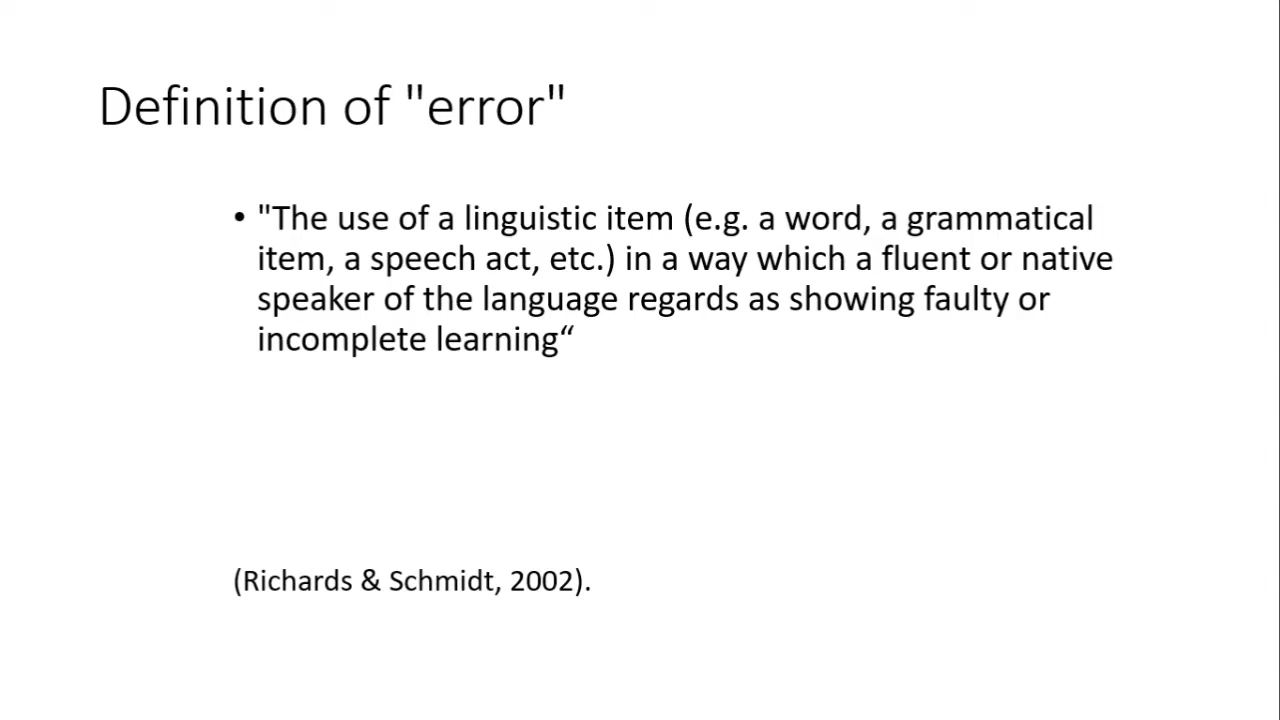 Definition of "error"
• "The use of a linguistic item (e.g. a word, a grammatical
item, a speech act, etc.) in a way which a fluent or native
speaker of the language regards as showing faulty or
incomplete learning“
(Richards & Schmidt, 2002).